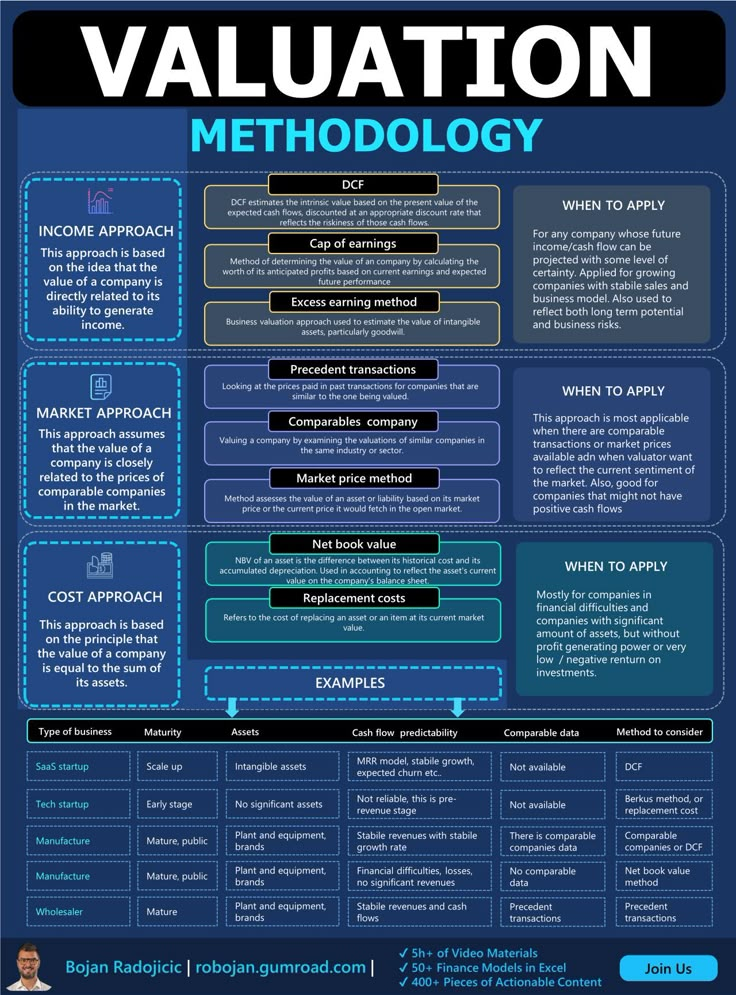 VALUATION
METHODOLOGY
INCOME APPROACH
This approach is based
on the idea that the
value of a company is
directly related to its
ability to generate
income.
DCF
DCF estimates the intrinsic value based on the present value of the
expected cash flows, discounted at an appropriate discount rate that
reflects the riskiness of those cash flows.
Cap of earnings
Method of determining the value of an company by calculating the
worth of its anticipated profits based on current earnings and expected
future performance
Excess earning method
Business valuation approach used to estimate the value of intangible
assets, particularly goodwill.
WHEN TO APPLY
For any company whose future
income/cash flow can be
projected with some level of
certainty. Applied for growing
companies with stabile sales and
business model. Also used to
reflect both long term potential
and business risks.
MARKET APPROACH
This approach assumes
that the value of a
company is closely
related to the prices of
comparable companies
in the market.
Precedent transactions
Looking at the prices paid in past transactions for companies that are
similar to the one being valued.
Comparables company
Valuing a company by examining the valuations of similar companies in
the same industry or sector.
Market price method
Method assesses the value of an asset or liability based on its market
price or the current price it would fetch in the open market.
WHEN TO APPLY
This approach is most applicable
when there are comparable
transactions or market prices
available adn when valuator want
to reflect the current sentiment of
the market. Also, good for
companies that might not have
positive cash flows
COST APPROACH
This approach is based
on the principle that
the value of a company
is equal to the sum of
its assets.
Net book value
NBV of an asset is the difference between its historical cost and its
accumulated depreciation. Used in accounting to reflect the asset's current
value on the company's balance sheet.
Replacement costs
Refers to the cost of replacing an asset or an item at its current market
value.
WHEN TO APPLY
Mostly for companies in
financial difficulties and
companies with significant
amount of assets, but without
profit generating power or very
low / negative renturn on
investments.
EXAMPLES
Type of business Maturity Assets Cash flow predictability Comparable data Method to consider
SaaS startup
Scale up
Intangible assets
MRR model, stabile growth,
expected churn etc..
Not available
DCF
Tech startup
Early stage
No significant assets
Not reliable, this is pre-
revenue stage
Not available
Berkus method, or
replacement cost
Manufacture
Mature, public
Plant and equipment,
brands
Stabile revenues with stabile
growth rate
There is comparable
companies data
Comparable
companies or DCF
Manufacture
Mature, public
Plant and equipment,
brands
Financial difficulties, losses,
no significant revenues
No comparable
data
Net book value
method
Wholesaler
Mature
Plant and equipment,
brands
Stabile revenues and cash
flows
Precedent
transactions
Precedent
transactions
Bojan Radojicic | robojan.gumroad.com |
✓ 5h+ of Video Materials
✓ 50+ Finance Models in Excel
✓ 400+ Pieces of Actionable Content
Join Us